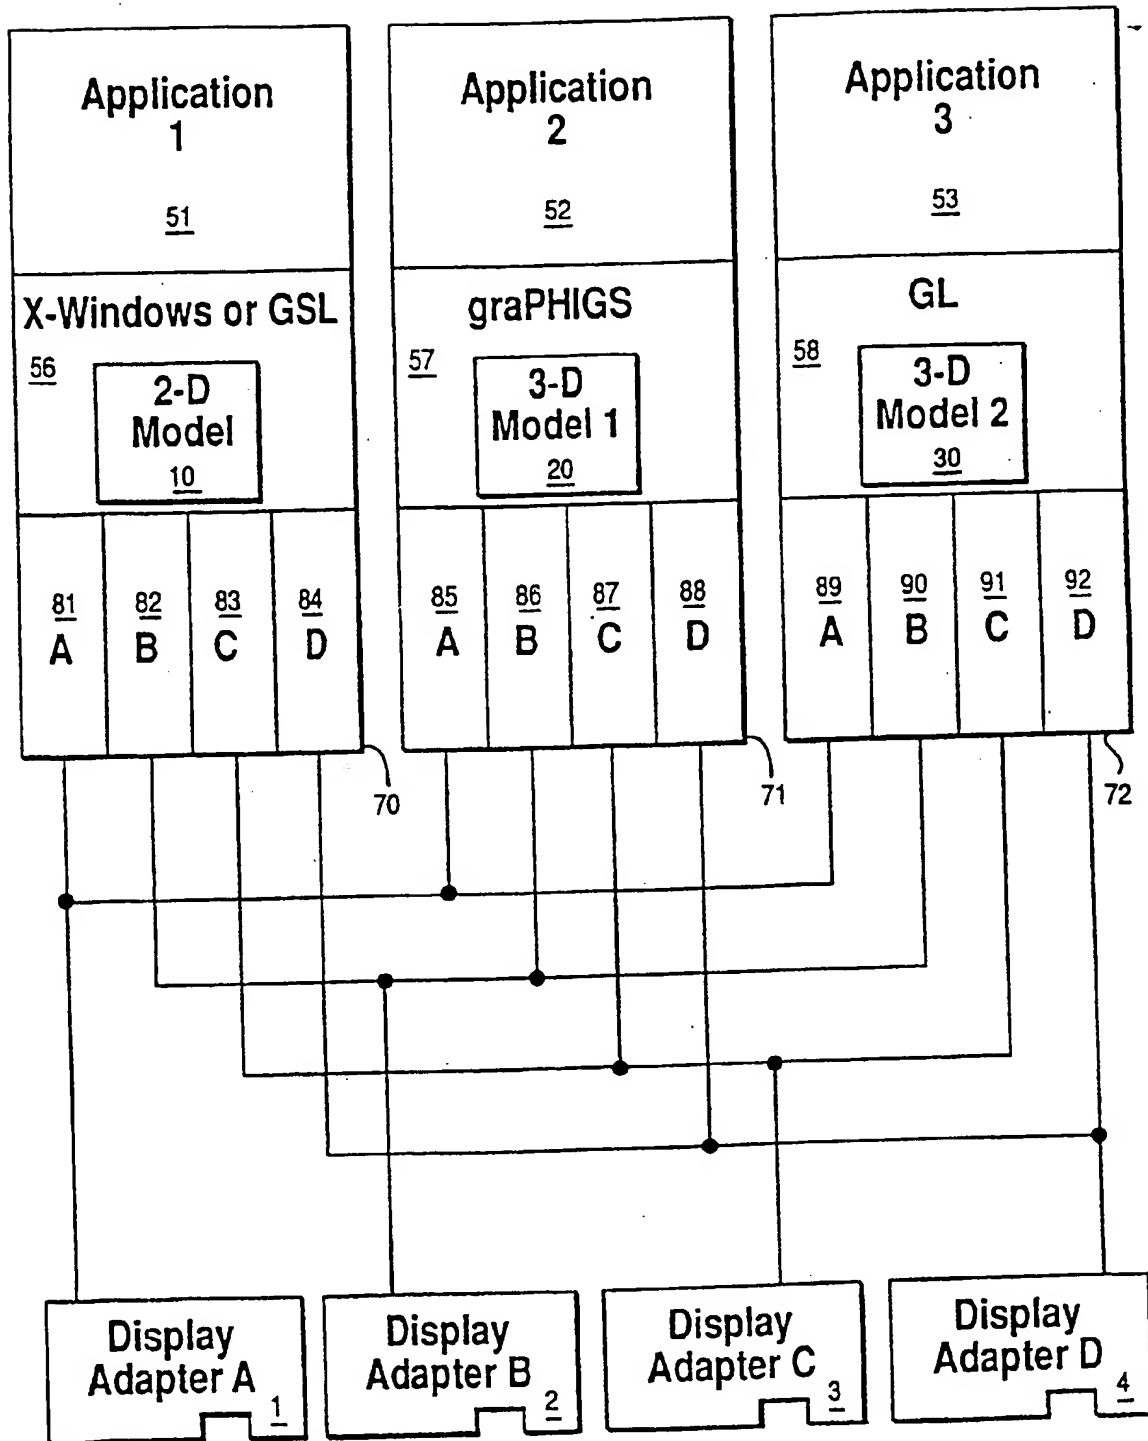 Application
1
51
X-Windows or GSL
56
2-D
Model
10
81
A
82
B
83
C
84
D
70
Application
2
52
graPHIGS
57
3-D
Model 1
20
85
A
86
B
87
C
88
D
71
Application
3
53
GL
58
3-D
Model 2
30
89
A
90
B
91
C
92
D
72
Display
Adapter A
1
Display
Adapter B
2
Display
Adapter C
3
Display
Adapter D
4